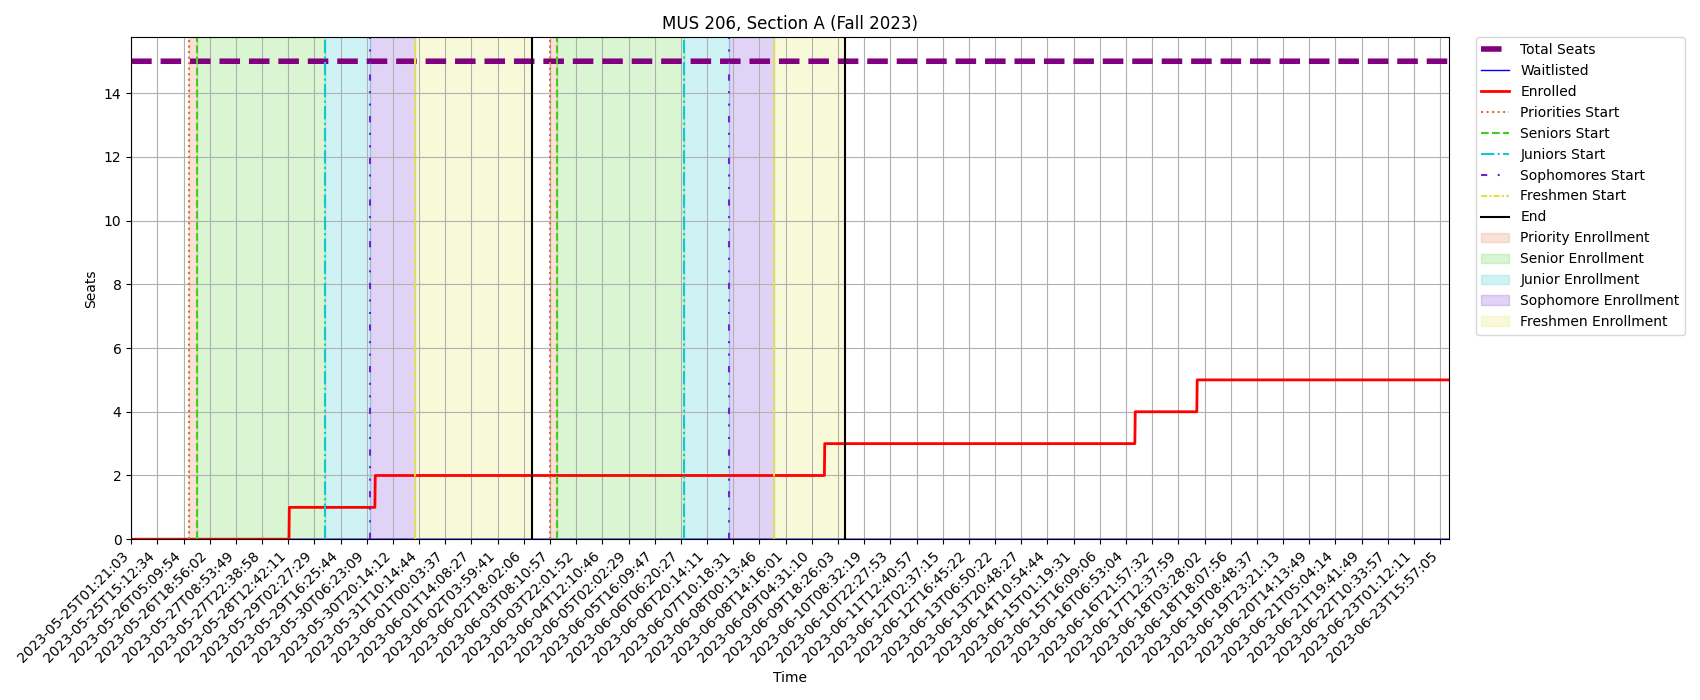 MUS 206, Section A (Fall 2023)
Seats
14
12
10
8
6
4
2
0
2023-05-25T01:21:03
2023-05-25T15:12:34
2023-05-26T05:09:54
2023-05-26T18:56:02
2023-05-27T08:53:49
2023-05-27T22:38:58
2023-05-28T12:42:11
2023-05-29T02:27:29
2023-05-29T16:25:44
2023-05-30T06:23:09
2023-05-30T20:14:12
2023-05-31T10:14:44
2023-06-01T00:03:37
2023-06-01T14:08:27
2023-06-02T03:59:41
2023-06-02T18:02:06
2023-06-03T08:10:57
2023-06-03T22:01:52
2023-06-04T12:10:46
2023-06-05T02:02:29
2023-06-05T16:09:47
2023-06-06T06:20:27
2023-06-06T20:14:11
2023-06-07T10:18:31
2023-06-08T00:13:46
2023-06-08T14:16:01
2023-06-09T04:31:10
2023-06-09T18:26:03
2023-06-10T08:32:19
2023-06-10T22:27:53
2023-06-11T12:40:57
2023-06-12T02:37:15
2023-06-12T16:45:22
2023-06-13T06:50:22
2023-06-13T20:48:27
2023-06-14T10:54:44
2023-06-15T01:19:31
2023-06-15T16:09:06
2023-06-16T06:53:04
2023-06-16T21:57:32
2023-06-17T12:37:59
2023-06-18T03:28:02
2023-06-18T18:07:56
2023-06-19T08:48:37
2023-06-19T23:21:13
2023-06-20T14:13:49
2023-06-21T05:04:14
2023-06-21T19:41:49
2023-06-22T10:33:57
2023-06-23T01:12:11
2023-06-23T15:57:05
Time
Total Seats
Waitlisted
Enrolled
Priorities Start
Seniors Start
Juniors Start
Sophomores Start
Freshmen Start
End
Priority Enrollment
Senior Enrollment
Junior Enrollment
Sophomore Enrollment
Freshmen Enrollment